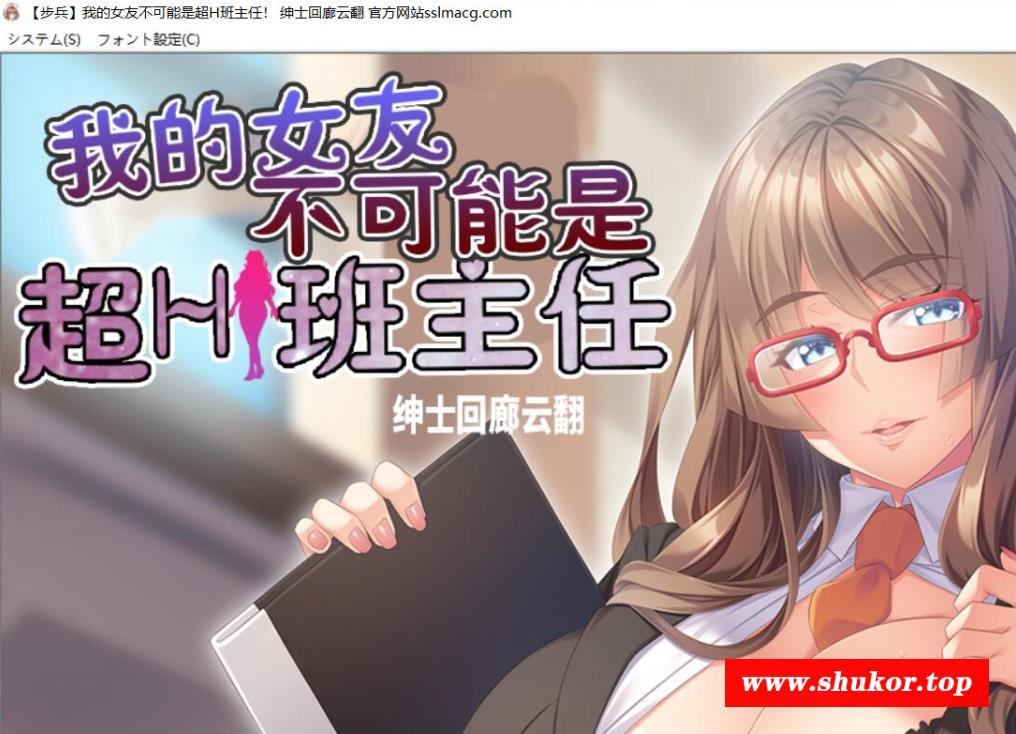 【步兵】我的女友不可能是超H班主任！ 绅士回廊云翻 官方网站sslmacg.com
システム(S) フォント設定(C)
我的女友
不可能是
超H班主任
绅士回廊云翻
www.shukor.top